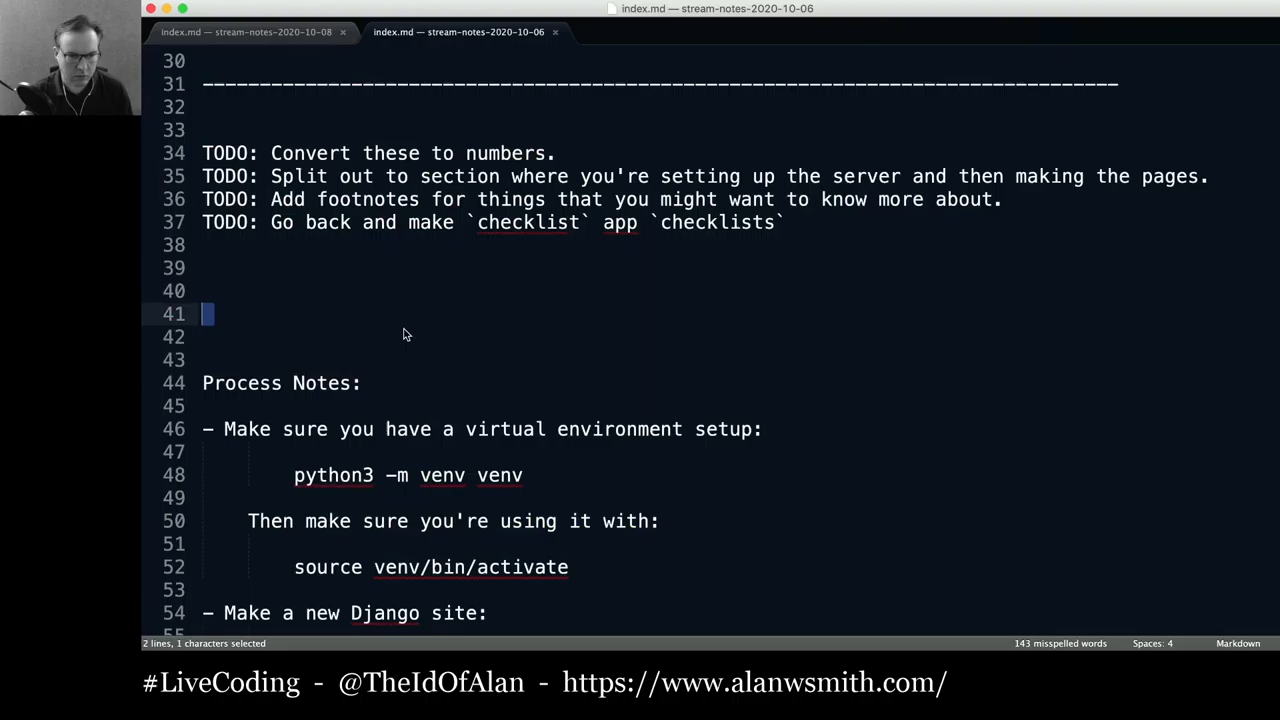 index.md — stream-notes-2020-10-06
index.md — stream-notes-2020-10-08 ×
index.md — stream-notes-2020-10-06 ×
30
31 --------------------------------------------------------------------------------
32
33
34 TODO: Convert these to numbers.
35 TODO: Split out to section where you're setting up the server and then making the pages.
36 TODO: Add footnotes for things that you might want to know more about.
37 TODO: Go back and make `checklist` app `checklists`
38
39
40
41
42
43
44 Process Notes:
45
46 - Make sure you have a virtual environment setup:
47
48 python3 -m venv venv
49
50 Then make sure you're using it with:
51
52 source venv/bin/activate
53
54 - Make a new Django site:
55
2 lines, 1 characters selected
143 misspelled words
Spaces: 4
Markdown
#LiveCoding - @TheIdOfAlan - https://www.alanwsmith.com/